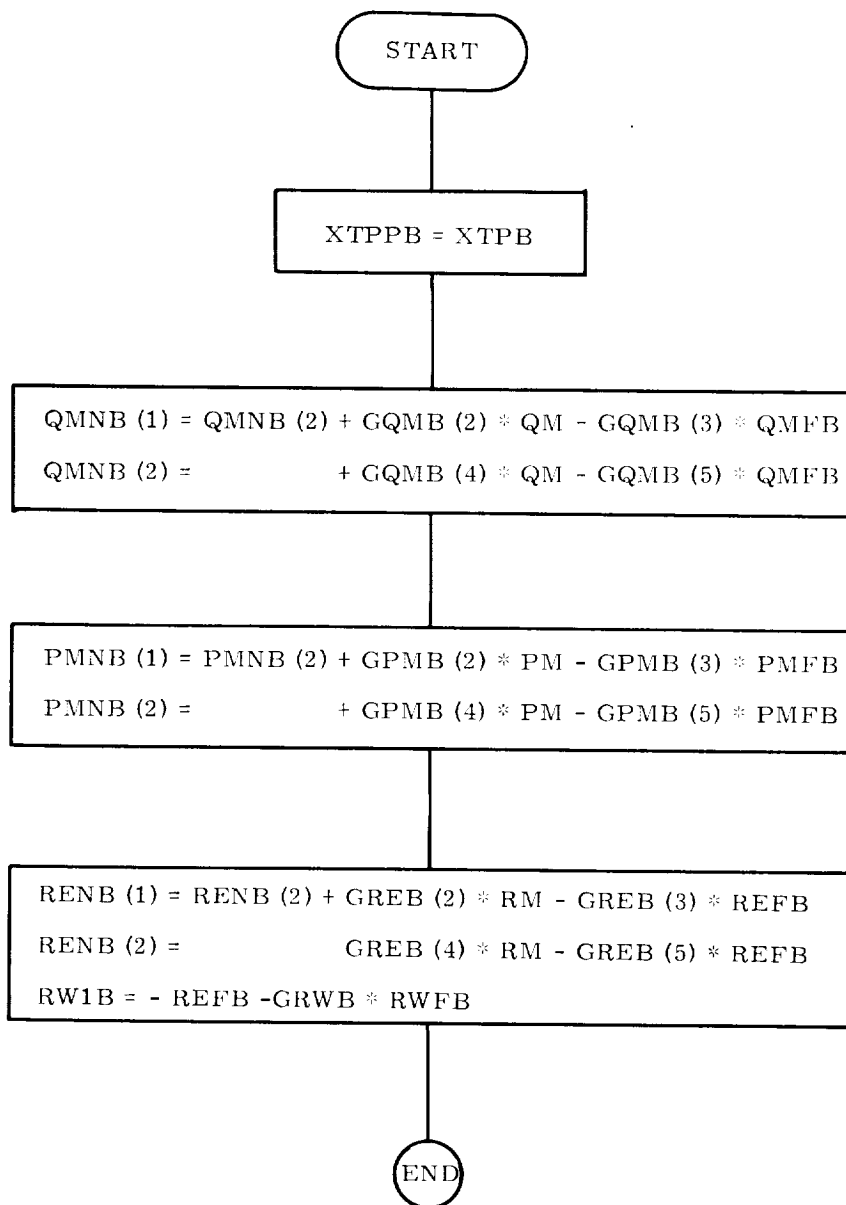 START
XTPPB = XTPB
QMNB (1) = QMNB (2) + GQMB (2) * QM - GQMB (3) * QMFB
QMNB (2) = + GQMB (4) * QM - GQMB (5) * QMFB
PMNB (1) = PMNB (2) + GPMB (2) * PM - GPMB (3) * PMFB
PMNB (2) = + GPMB (4) * PM - GPMB (5) * PMFB
RENB (1) = RENB (2) + GREB (2) * RM - GREB (3) * REFB
RENB (2) = GREB (4) * RM - GREB (5) * REFB
RW1B = - REFB -GRWB * RWFB
END